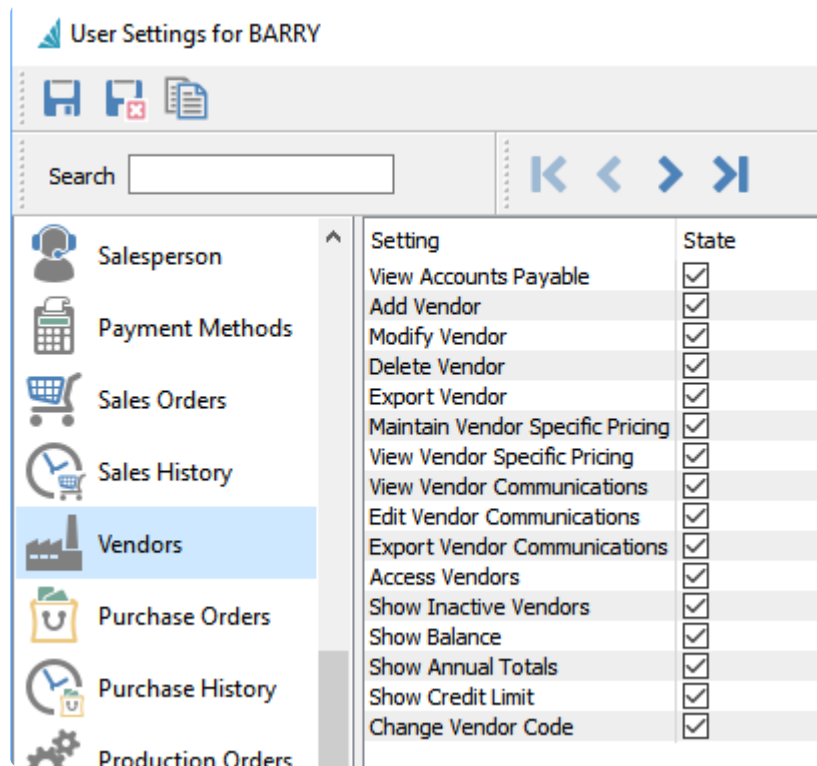 User Settings for BARRY
Search
Salesperson
Payment Methods
Sales Orders
Sales History
Vendors
Purchase Orders
Purchase History
Production Orders
Setting State
View Accounts Payable
Add Vendor
Modify Vendor
Delete Vendor
Export Vendor
Maintain Vendor Specific Pricing
View Vendor Specific Pricing
View Vendor Communications
Edit Vendor Communications
Export Vendor Communications
Access Vendors
Show Inactive Vendors
Show Balance
Show Annual Totals
Show Credit Limit
Change Vendor Code